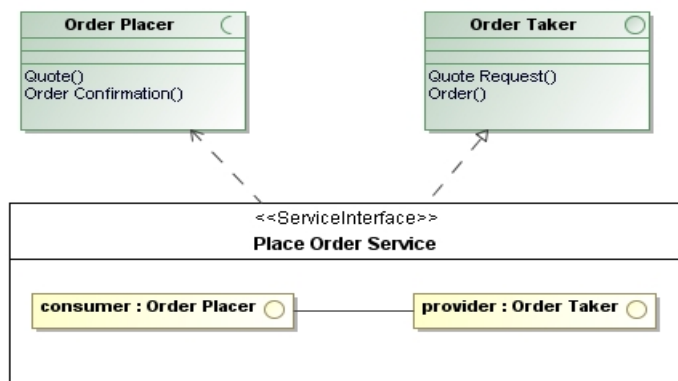 Order Placer
Order Taker
Quote()
Order Confirmation()
Quote Request()
Order()
<<ServiceInterface>>
Place Order Service
consumer : Order Placer
provider : Order Taker